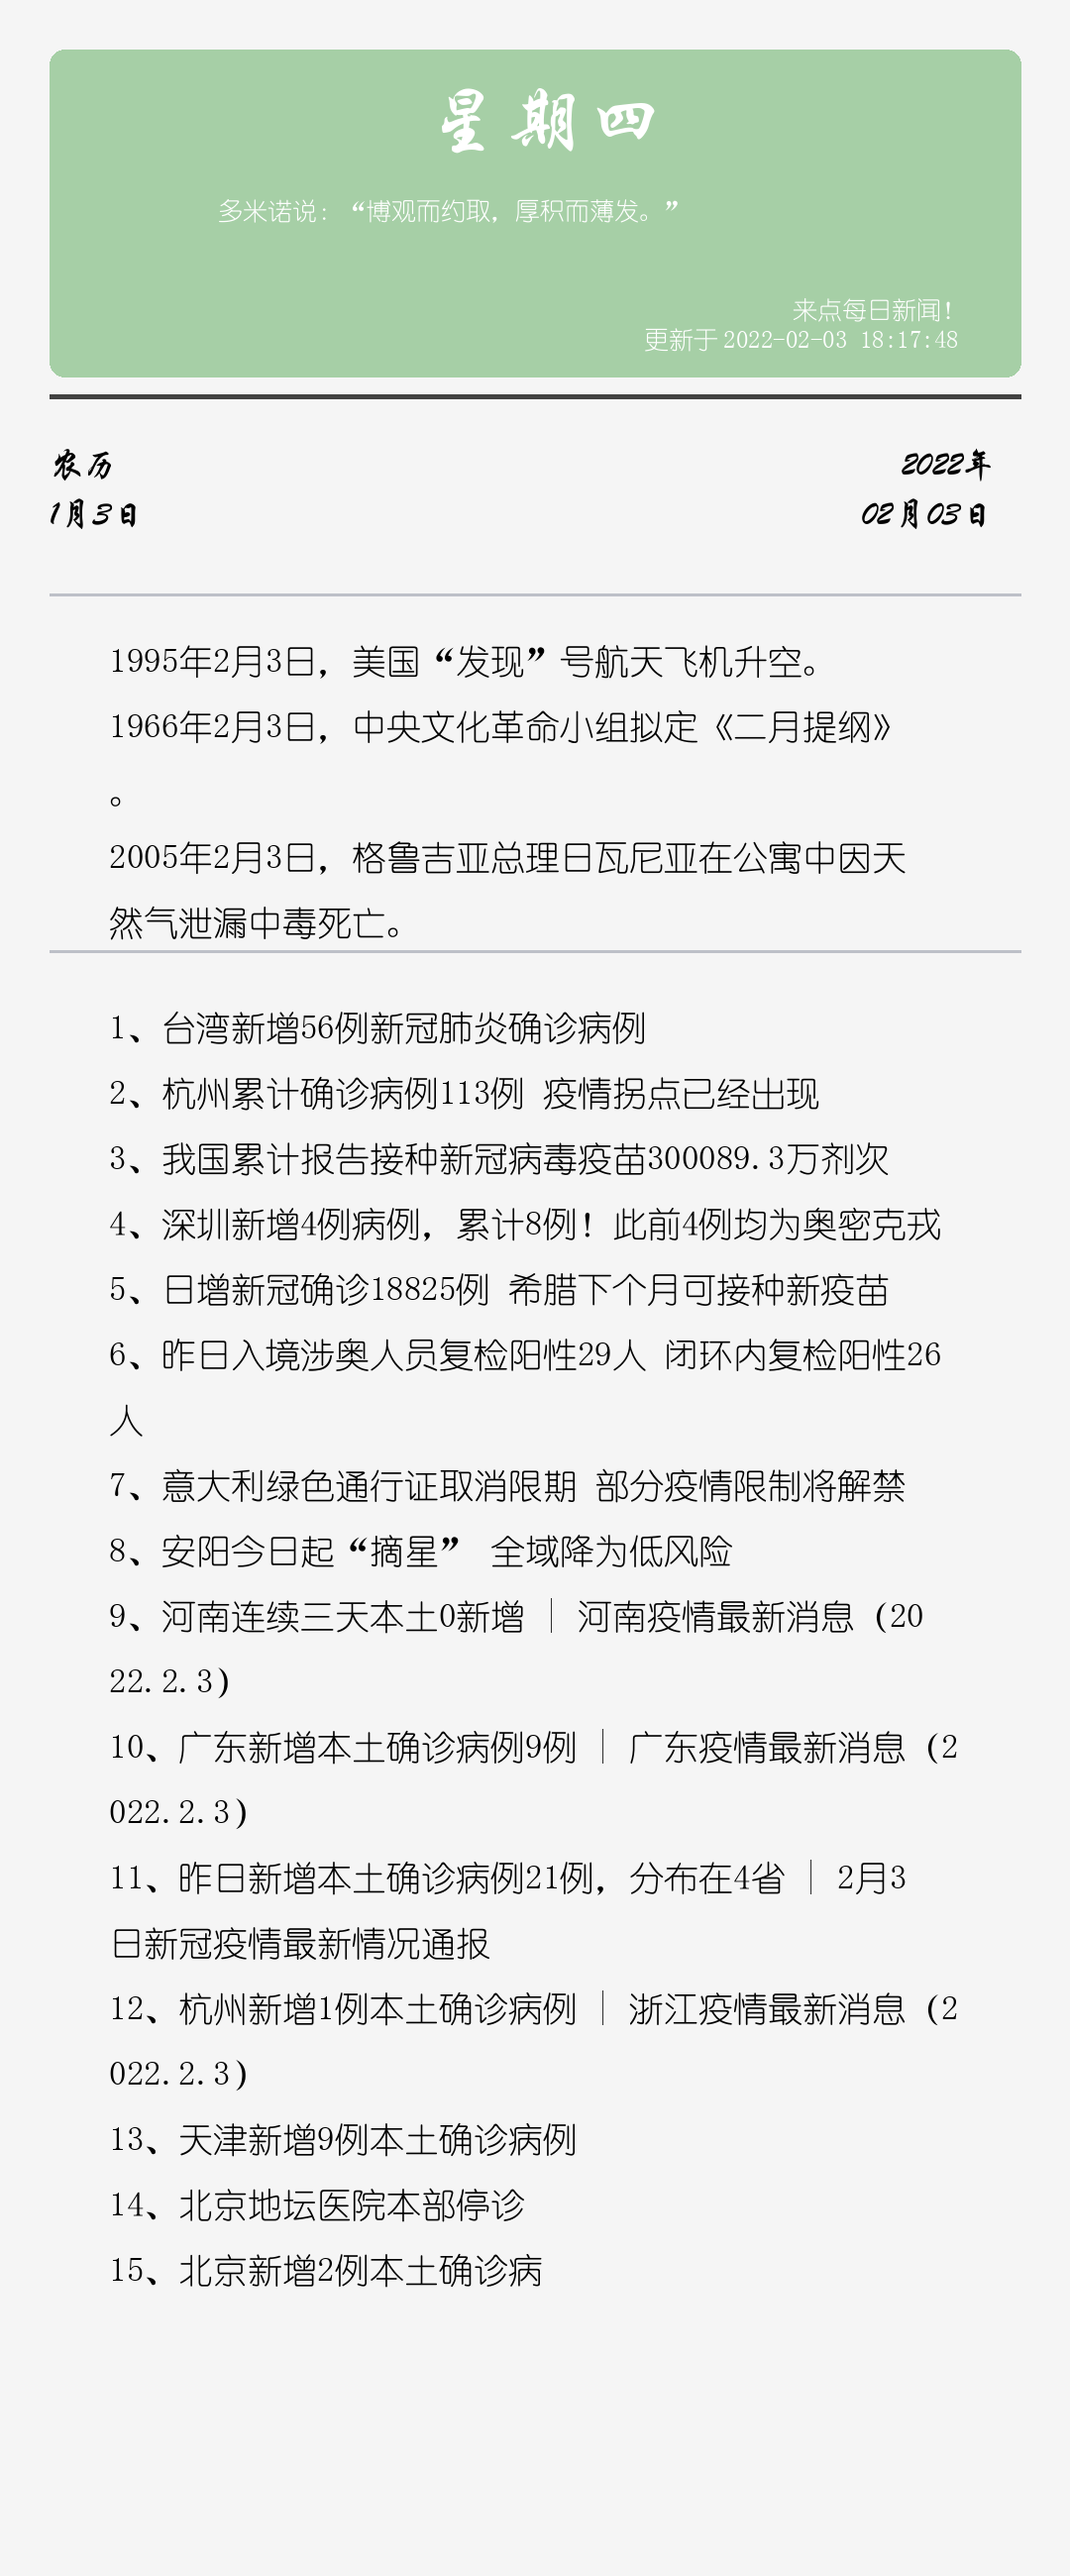 星期四
多米诺说：“博观而约取，厚积而薄发。”
来点每日新闻！
更新于2022-02-03 18:17:48
农历
2022年
1月3日
02月03日
1995年2月3日，美国“发现”号航天飞机升空。
1966年2月3日，中央文化革命小组拟定《二月提纲》
。
2005年2月3日，格鲁吉亚总理日瓦尼亚在公寓中因天
然气泄漏中毒死亡。
1、台湾新增56例新冠肺炎确诊病例
2、杭州累计确诊病例113例 疫情拐点已经出现
3、我国累计报告接种新冠病毒疫苗300089.3万剂次
4、深圳新增4例病例，累计8例！此前4例均为奥密克戎
5、日增新冠确诊18825例 希腊下个月可接种新疫苗
6、昨日入境涉奥人员复检阳性29人 闭环内复检阳性26
人
7、意大利绿色通行证取消限期 部分疫情限制将解禁
8、安阳今日起“摘星” 全域降为低风险
9、河南连续三天本土0新增 | 河南疫情最新消息（20
22.2.3）
10、广东新增本土确诊病例9例 | 广东疫情最新消息（2
022.2.3）
11、昨日新增本土确诊病例21例，分布在4省 | 2月3
日新冠疫情最新情况通报
12、杭州新增1例本土确诊病例 | 浙江疫情最新消息（2
022.2.3）
13、天津新增9例本土确诊病例
14、北京地坛医院本部停诊
15、北京新增2例本土确诊病